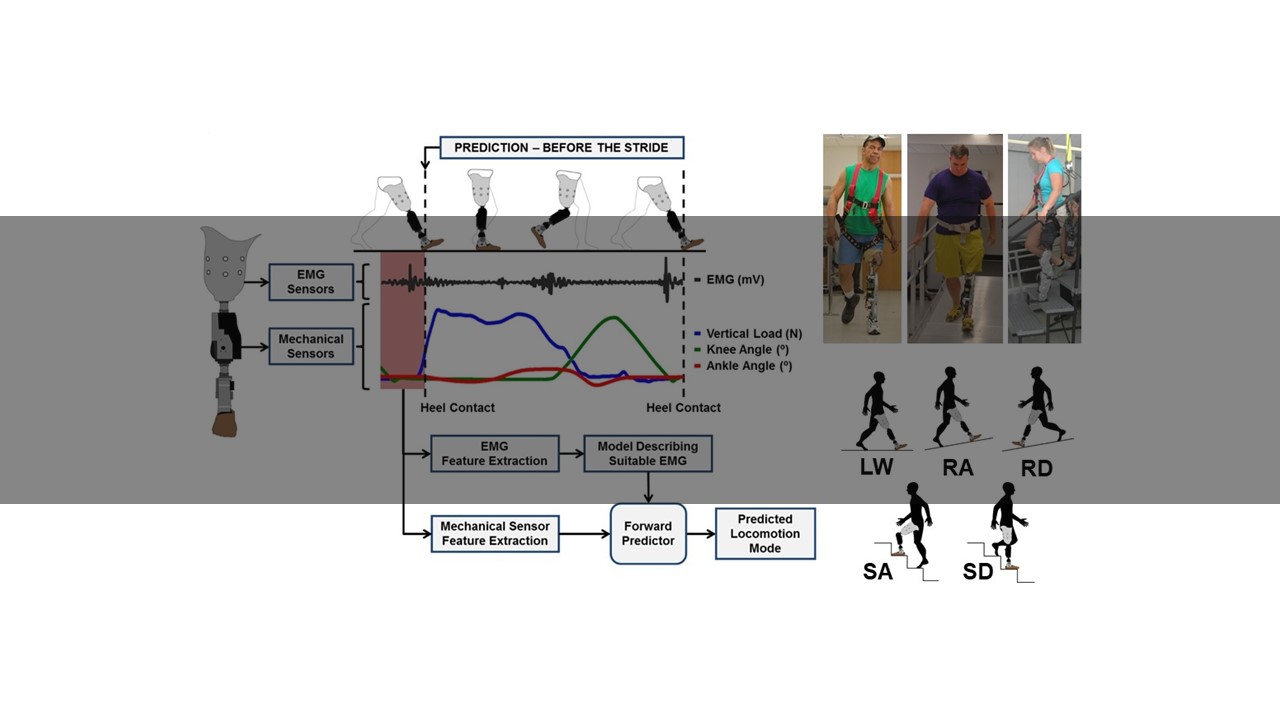 PREDICTION – BEFORE THE STRIDE
EMG
Sensors
Mechanical
Sensors
EMG (mV)
Vertical Load (N)
Knee Angle (º)
Ankle Angle (º)
Heel Contact
Heel Contact
EMG
Feature Extraction
Model Describing
Suitable EMG
Mechanical Sensor
Feature Extraction
Forward
Predictor
Predicted
Locomotion
Mode
LW
RA
RD
SA
SD